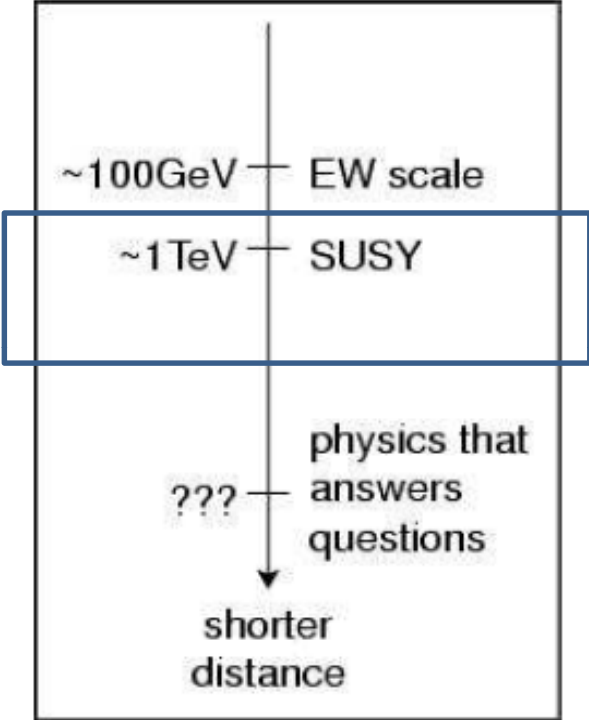 ~100GeV EW scale
~1TeV SUSY
physics that
??? answers
questions
shorter
distance